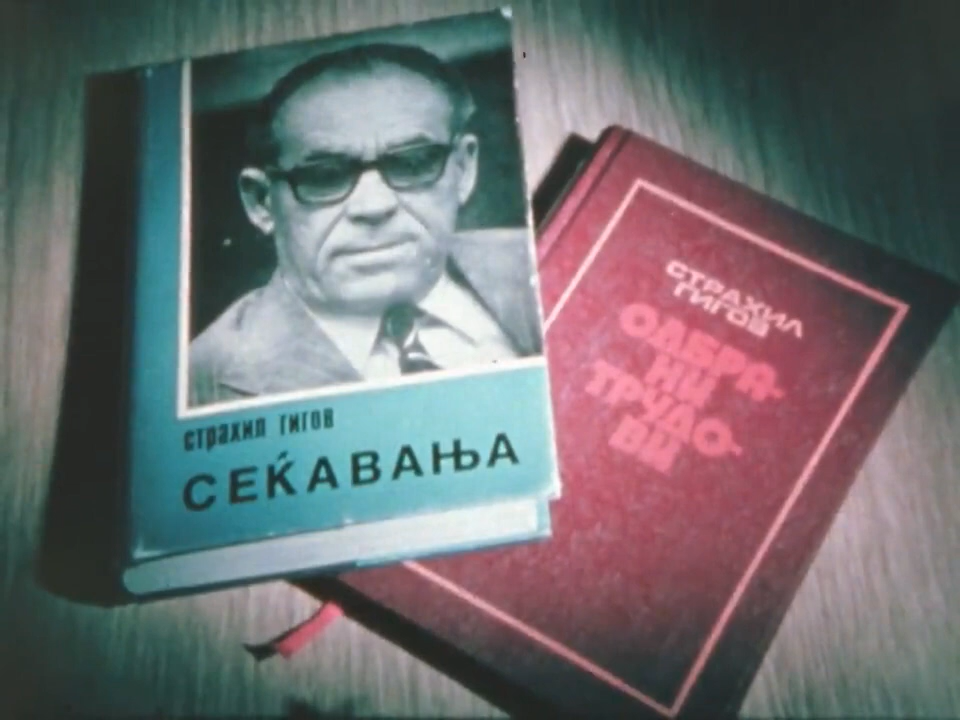 страхил гигов
СЕЌАВАЊА
СТРАХИЛ
ГИГОВ
ОДБРА-
НИ
ТРУДО-
ВИ